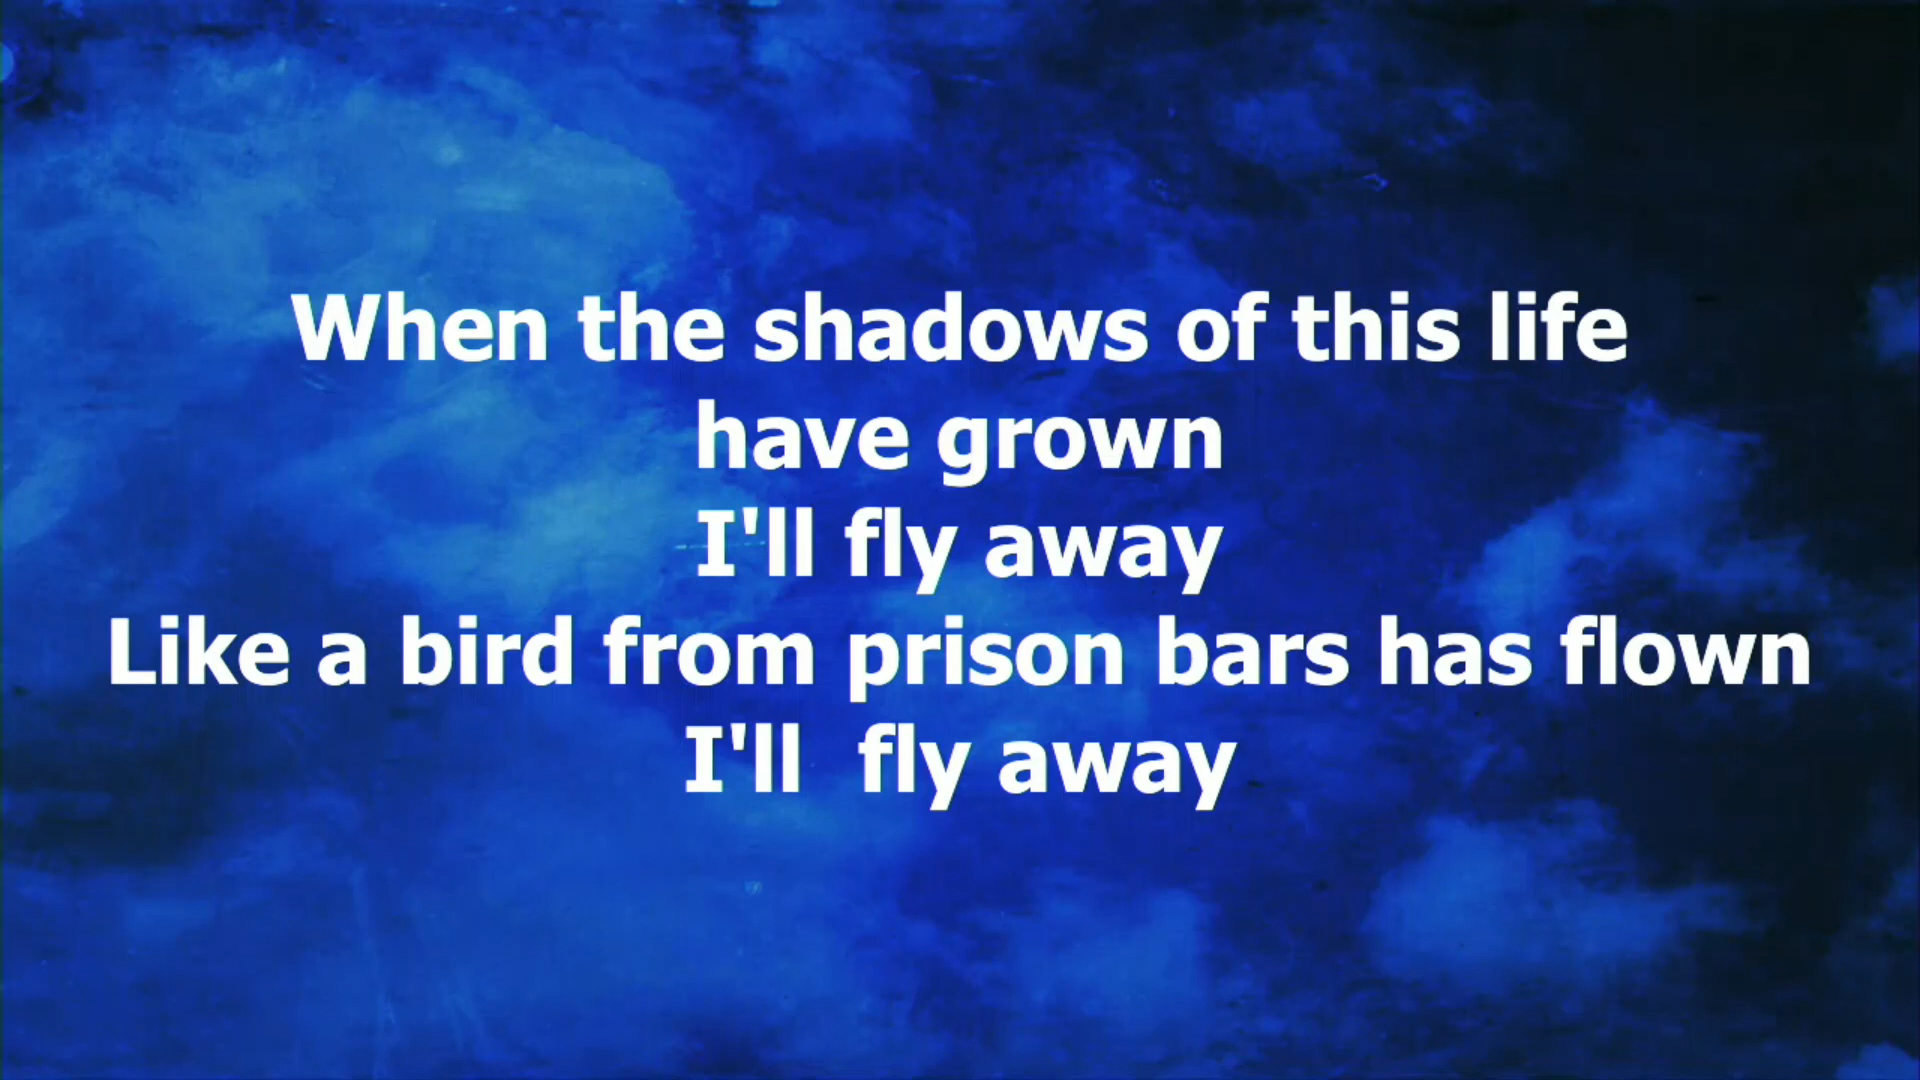 When the shadows of this life
have grown
I'll fly away
Like a bird from prison bars has flown
I'll  fly away